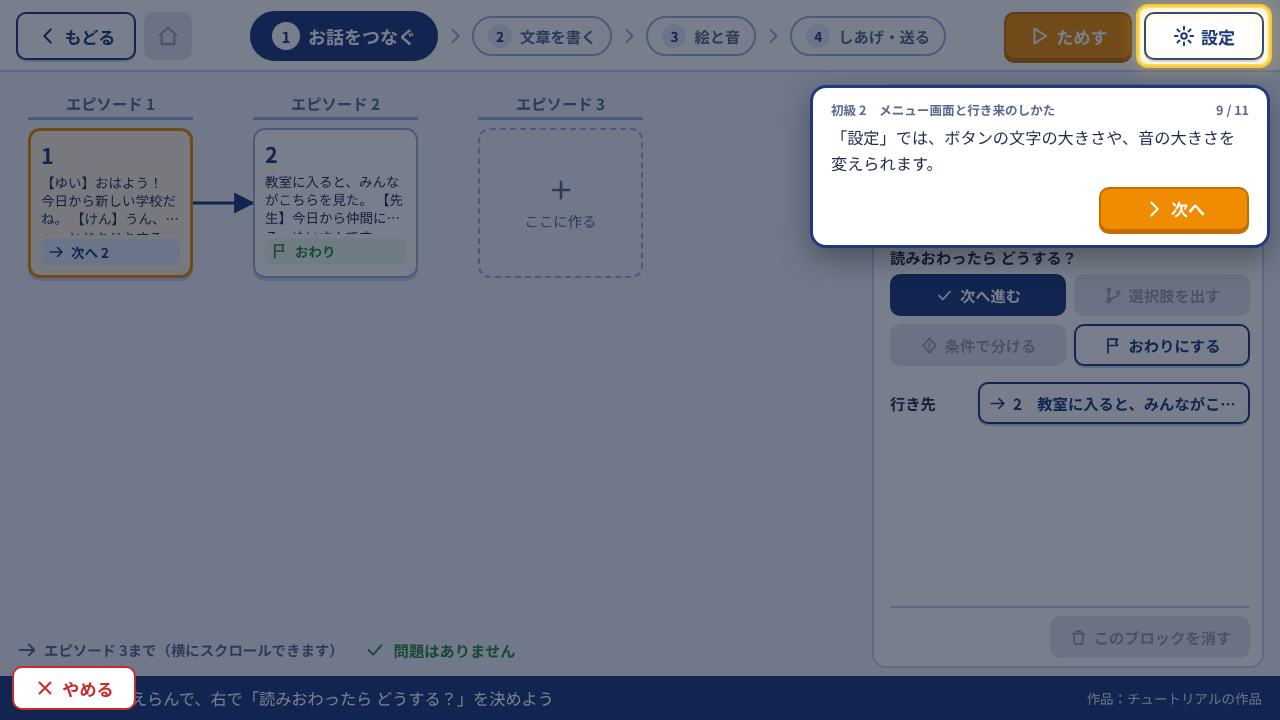 もどる
1 お話をつなぐ
2 文章を書く
3 絵と音
4 しあげ・送る
ためす
設定
エピソード 1
エピソード 2
エピソード 3
1
【ゆい】おはよう！
今日から新しい学校だ
ね。【けん】うん、…
次へ 2
2
教室に入ると、みんな
がこちらを見た。【先
生】今日から仲間に…
おわり
ここに作る
初級 2　メニュー画面と行き来のしかた
9 / 11
「設定」では、ボタンの文字の大きさや、音の大きさを
変えられます。
次へ
読みおわったら どうする？
次へ進む
選択肢を出す
条件で分ける
おわりにする
行き先
2　教室に入ると、みんながこ…
このブロックを消す
エピソード 3まで（横にスクロールできます）
問題はありません
やめる
えらんで、右で「読みおわったら どうする？」を決めよう
作品：チュートリアルの作品